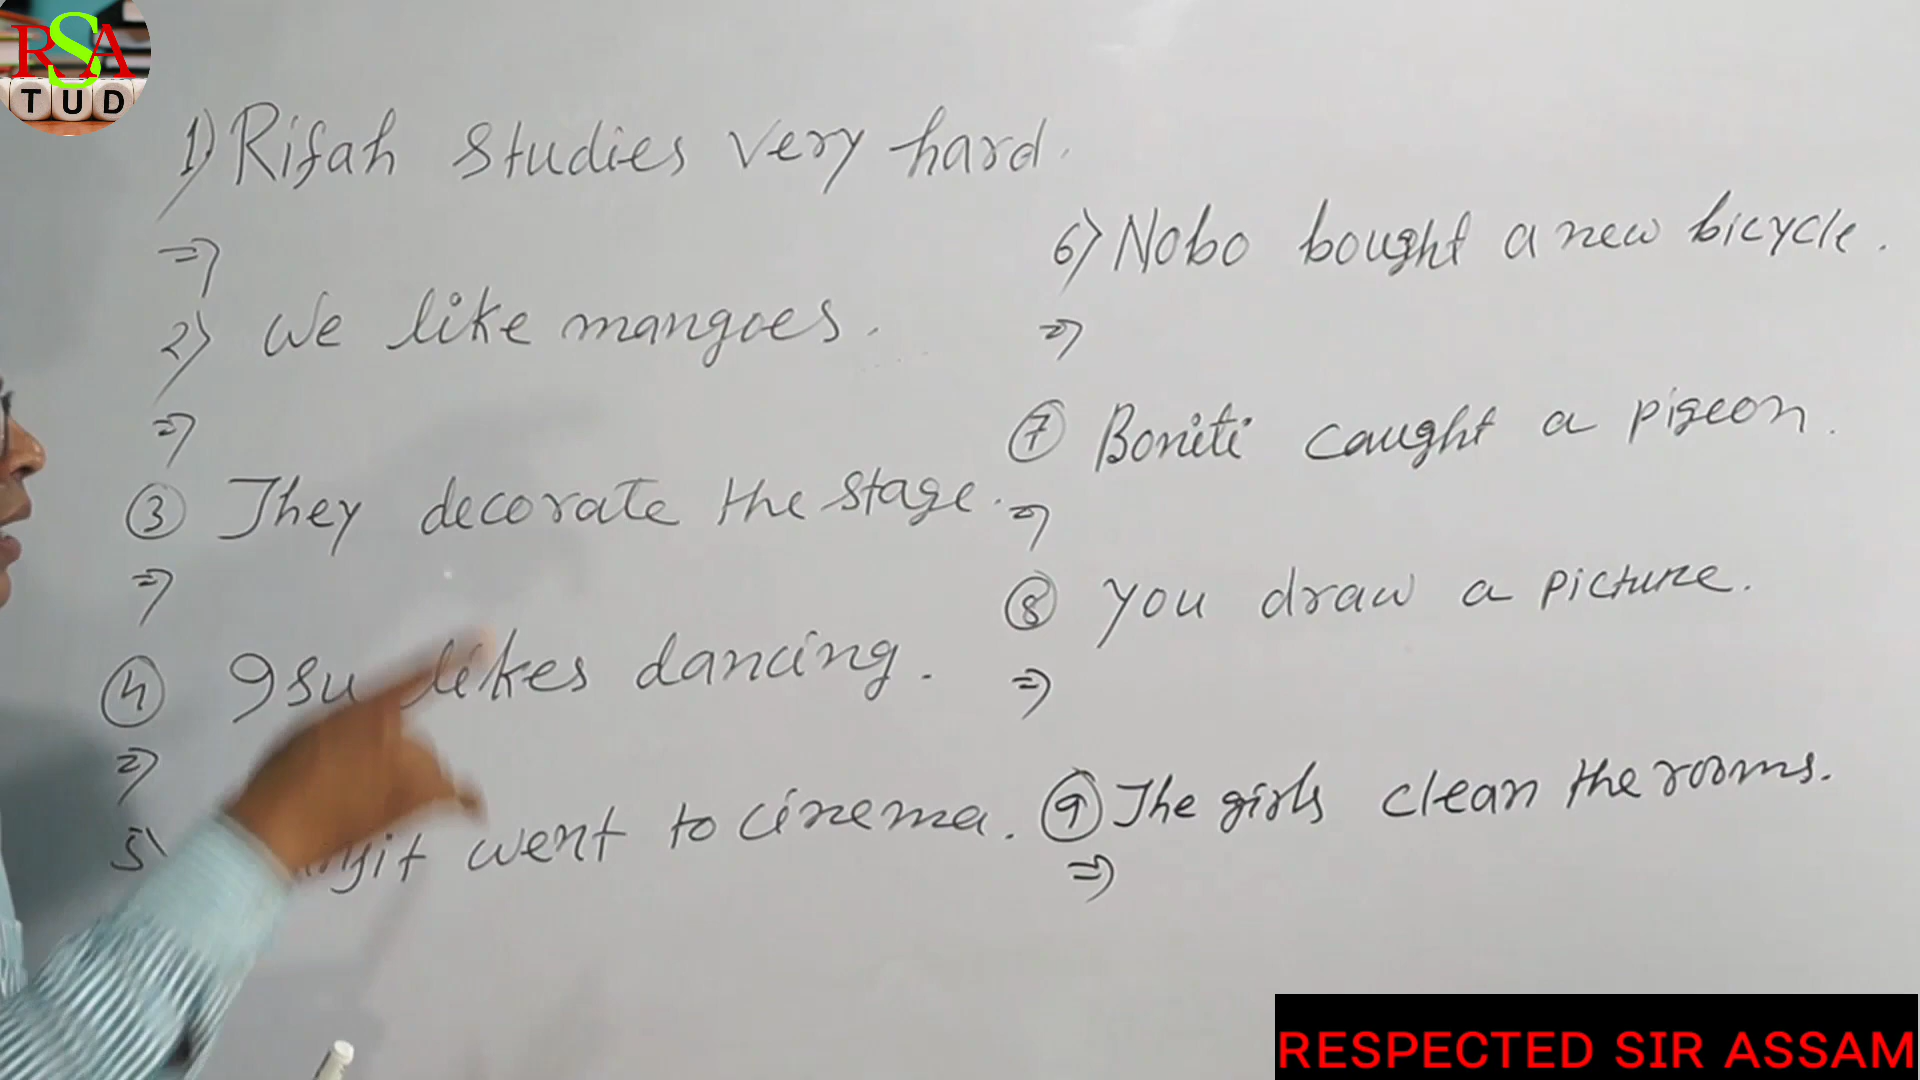 RSA
TUD
1) Rifah studies very hard.
=>
2) We like mangoes.
=>
3 They decorate the stage.
=>
4 Isu likes dancing.
=>
5) went to cinema.
6) Nobo bought a new bicycle.
=>
7 Boniti caught a pigeon.
=>
8 You draw a picture.
=>
9 The girls clean the rooms.
=>
RESPECTED SIR ASSAM